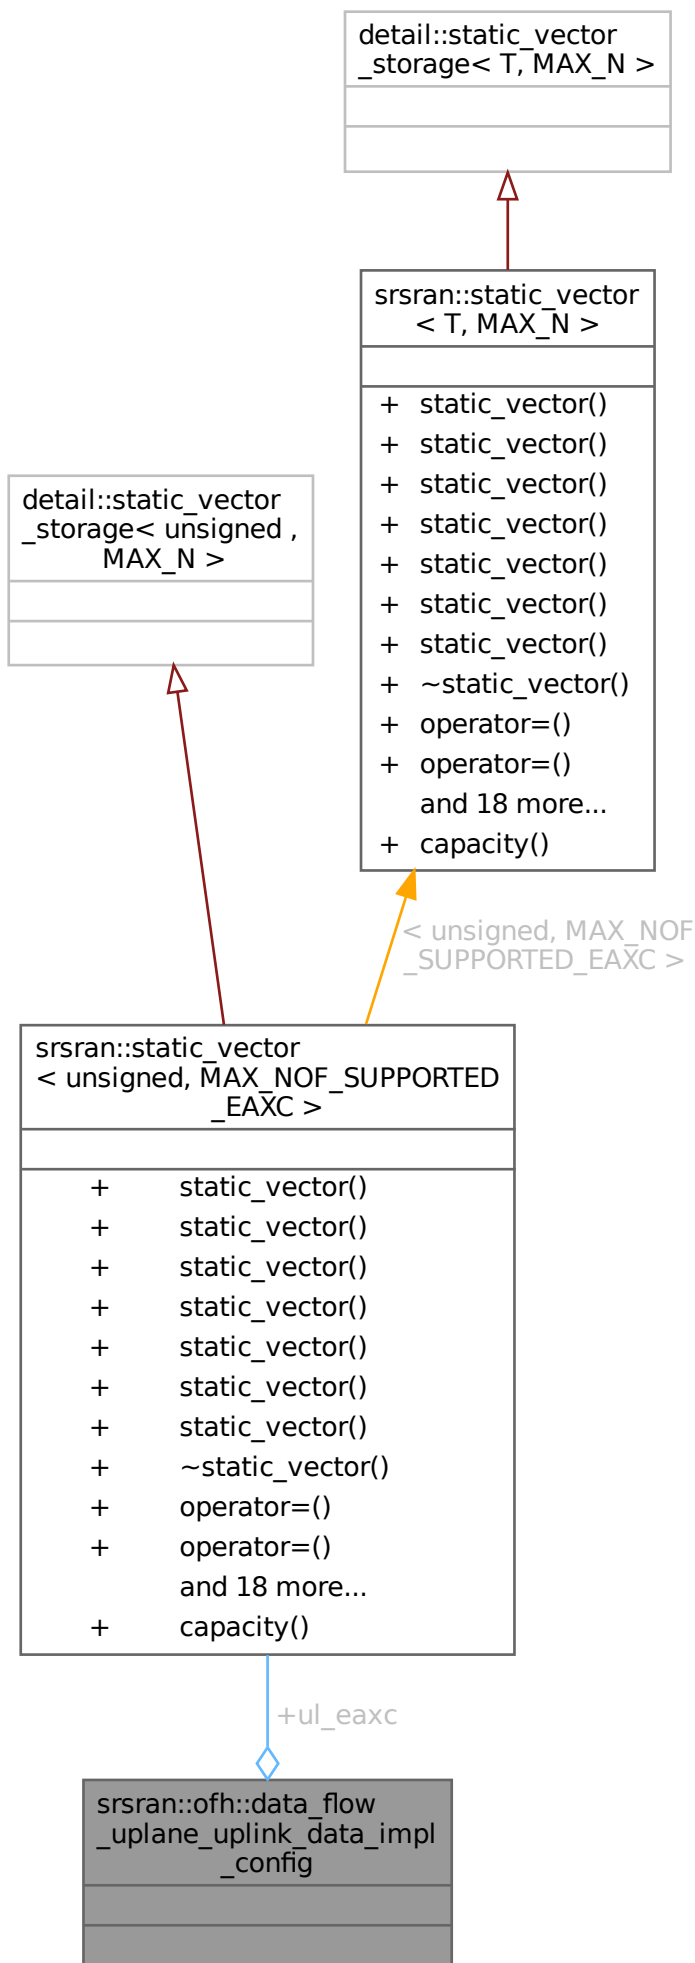 detail::static_vector
_storage< T, MAX_N >
srsran::static_vector
< T, MAX_N >
+ static_vector()
+ static_vector()
+ static_vector()
+ static_vector()
+ static_vector()
+ static_vector()
+ static_vector()
+ ~static_vector()
+ operator=()
+ operator=()
and 18 more...
+ capacity()
detail::static_vector
_storage< unsigned ,
MAX_N >
< unsigned, MAX_NOF
_SUPPORTED_EAXC >
srsran::static_vector
< unsigned, MAX_NOF_SUPPORTED
_EAXC >
+ static_vector()
+ static_vector()
+ static_vector()
+ static_vector()
+ static_vector()
+ static_vector()
+ static_vector()
+ ~static_vector()
+ operator=()
+ operator=()
and 18 more...
+ capacity()
+ul_eaxc
srsran::ofh::data_flow
_uplane_uplink_data_impl
_config